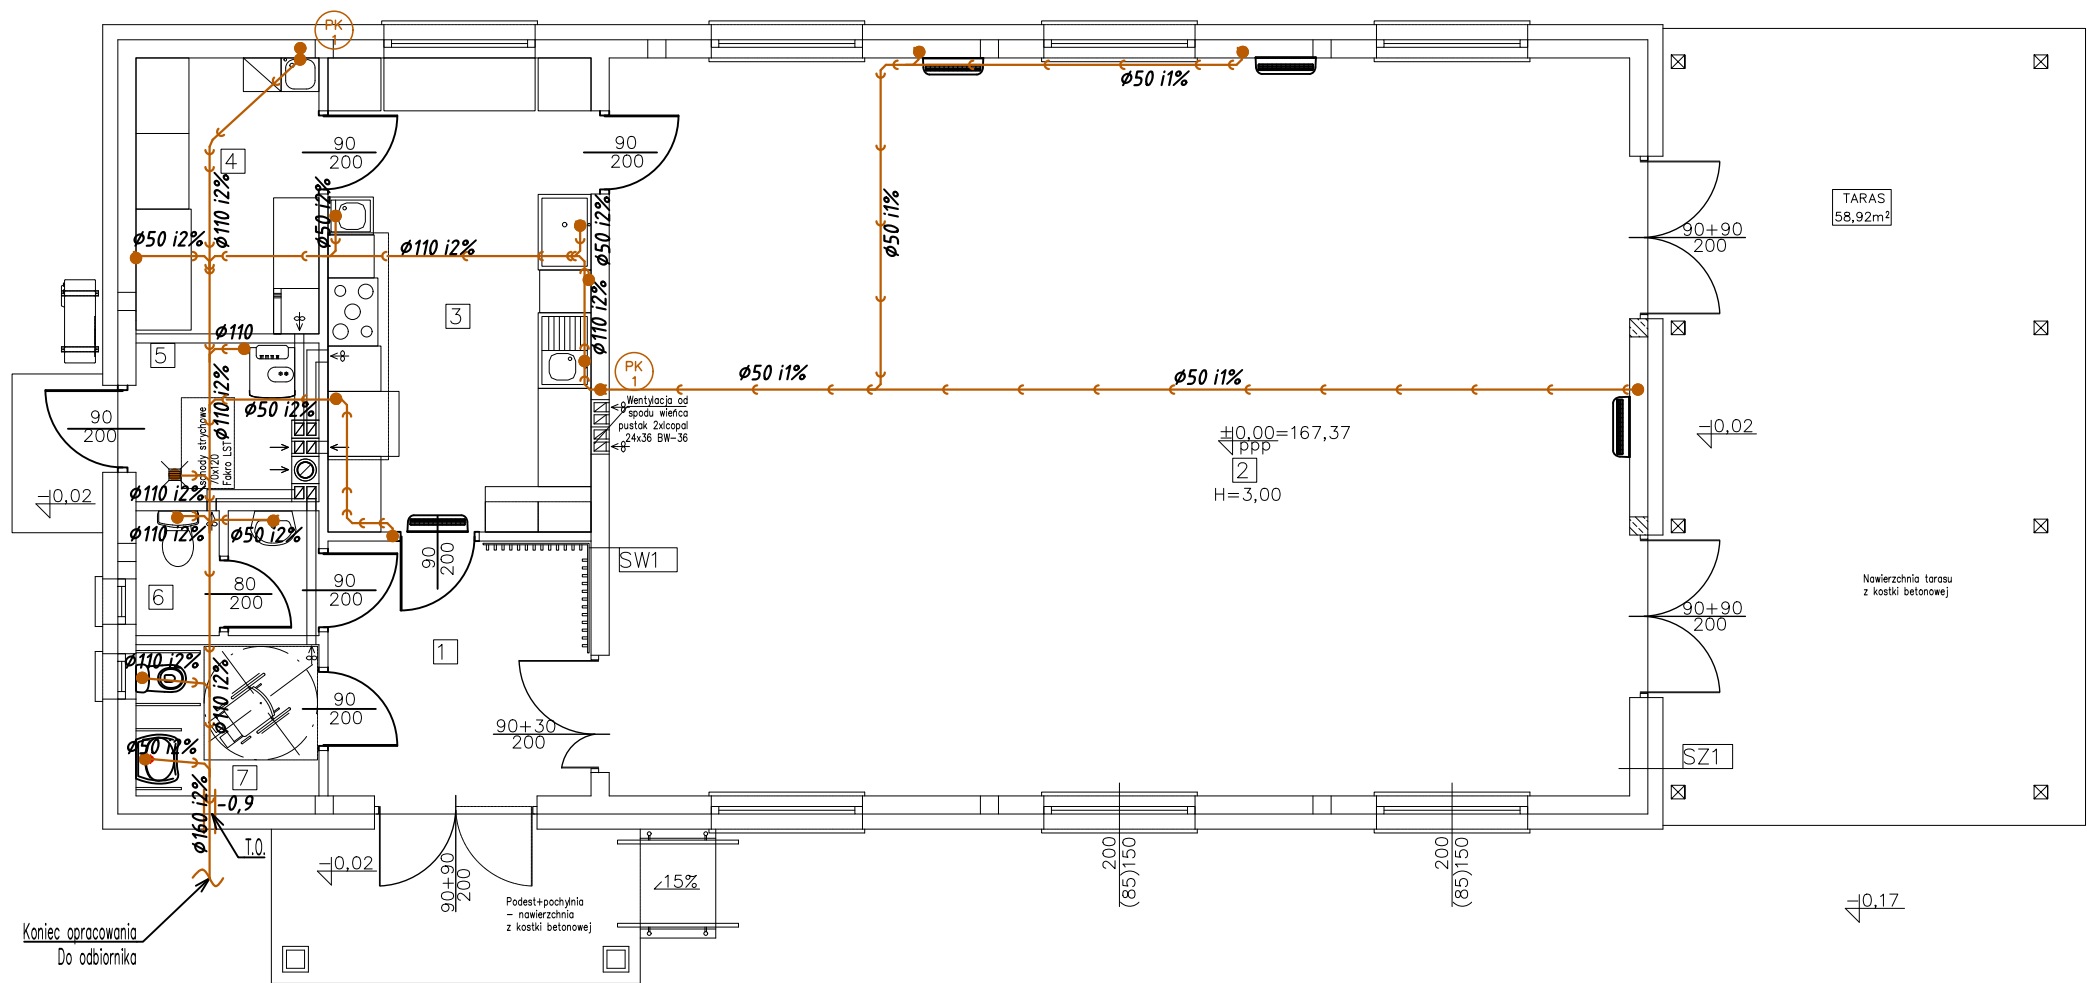 PK
1
ø50 i1%
4
90
200
90
200
ø110 i2%
ø50 i2%
ø50 i2%
ø50 i1%
TARAS
58,92m²
ø50 i2%
ø110 i2%
90+90
200
3
ø110 i2%
ø110
5
PK
1
ø110 i2%
ø50 i1%
ø50 i1%
ø50 i2%
Wentylacja od
spodu wieńca
pustak 2xIcopal
24x36 BW-36
90
200
schody strychowe
70x120
Fakro LST
±0,00=167,37
ppp
2
H=3,00
-0,02
-0,02
ø110 i2%
ø110 i2%
ø50 i2%
90
200
SW1
6
80
200
90
200
Nawierzchnia tarasu
z kostki betonowej
90+90
200
1
ø110 i2%
ø110 i2%
90
200
90+30
200
ø50 i2%
7
SZ1
ø160 i2%
-0,9
T.O.
-0,02
90+90
200
15%
200
(85)150
200
(85)150
Podest+pochylnia
- nawierzchnia
z kostki betonowej
-0,17
Koniec opracowania
Do odbiornika